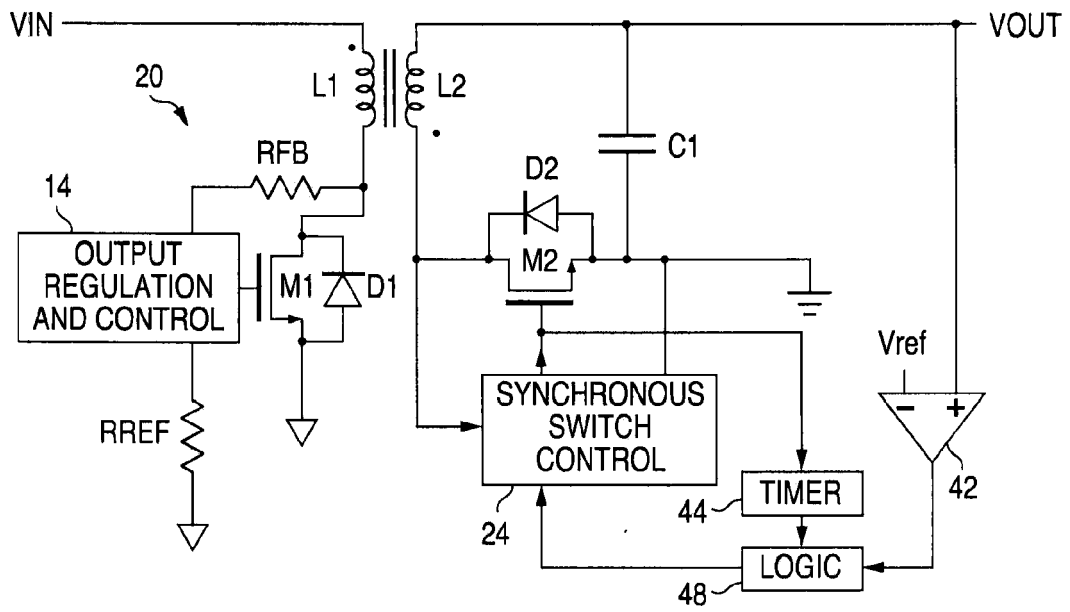 VIN
VOUT
20
L1
L2
C1
RFB
D2
14
OUTPUT
REGULATION
AND CONTROL
M1
D1
M2
Vref
SYNCHRONOUS
SWITCH
CONTROL
− +
RREF
42
24
44
TIMER
48
LOGIC